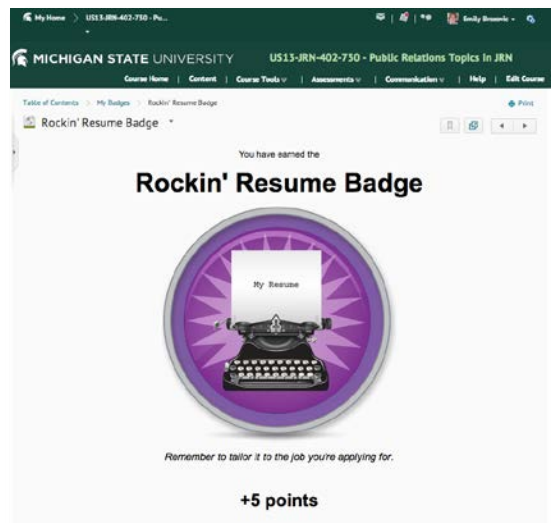 My Home > US13-JRN-402-730 - Pu...
Emily
MICHIGAN STATE UNIVERSITY US13-JRN-402-730 - Public Relations Topics in JRN
Course Home | Content | Course Tools | Assessments | Communication | Help | Edit Course
Table of Contents > My Badges > Rockin' Resume Badge
Print
Rockin' Resume Badge
You have earned the
Rockin' Resume Badge
My Resume
Remember to tailor it to the job you're applying for.
+5 points